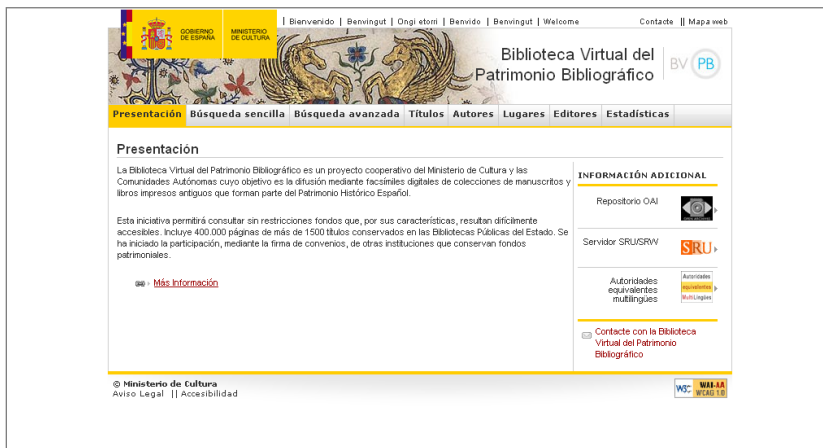 GOBIERNO DE ESPAÑA
MINISTERIO DE CULTURA
| Bienvenido | Benvingut | Ongi etorri | Benvido | Benvingut | Welcome
Contacte || Mapa web
Biblioteca Virtual del
Patrimonio Bibliográfico
BV PB
Presentación Búsqueda sencilla Búsqueda avanzada Títulos Autores Lugares Editores Estadísticas
Presentación
La Biblioteca Virtual del Patrimonio Bibliográfico es un proyecto cooperativo del Ministerio de Cultura y las
Comunidades Autónomas cuyo objetivo es la difusión mediante facsímiles digitales de colecciones de manuscritos y
libros impresos antiguos que forman parte del Patrimonio Histórico Español.
Esta iniciativa permitirá consultar sin restricciones fondos que, por sus características, resultan difícilmente
accesibles. Incluye 400.000 páginas de más de 1500 títulos conservados en las Bibliotecas Públicas del Estado. Se
ha iniciado la participación, mediante la firma de convenios, de otras instituciones que conservan fondos
patrimoniales.
Más Información
INFORMACIÓN ADICIONAL
Repositorio OAI
Servidor SRU/SRW
SRU
Autoridades
equivalentes
multilingües
Autoridades
equivalentes
MultiLingües
Contacte con la Biblioteca
Virtual del Patrimonio
Bibliográfico
© Ministerio de Cultura
Aviso Legal || Accesibilidad
W3C WAI-AA
WCAG 1.0